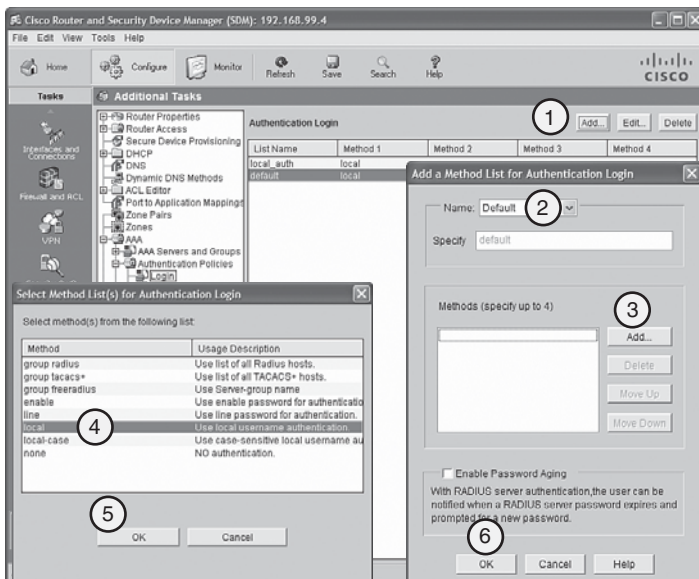 Cisco Router and Security Device Manager (SDM): 192.168.99.4
File Edit View Tools Help
Home Configure Monitor Refresh Save Search Help
CISCO
Tasks
Additional Tasks
Interfaces and Connections
Firewall and ACL
VPN
Router Properties
Router Access
Secure Device Provisioning
DHCP
DNS
Dynamic DNS Methods
ACL Editor
Port to Application Mappings
Zone Pairs
Zones
AAA
AAA Servers and Groups
Authentication Policies
Login
Authentication Login
1
Add... Edit... Delete
List Name Method 1 Method 2 Method 3 Method 4
local_auth local
default local
Add a Method List for Authentication Login
Name: Default 2
Specify default
Methods (specify up to 4)
3
Add...
Delete
Move Up
Move Down
Enable Password Aging
With RADIUS server authentication,the user can be
notified when a RADIUS server password expires and
prompted for a new password.
6
OK Cancel Help
Select Method List(s) for Authentication Login
Select method(s) from the following list:
Method Usage Description
group radius Use list of all Radius hosts.
group tacacs+ Use list of all TACACS+ hosts.
group freeradius Use Server-group name
enable Use enable password for authenticatio
line Use line password for authentication.
local 4 Use local username authentication.
local-case Use case-sensitive local username au
none NO authentication.
5
OK Cancel